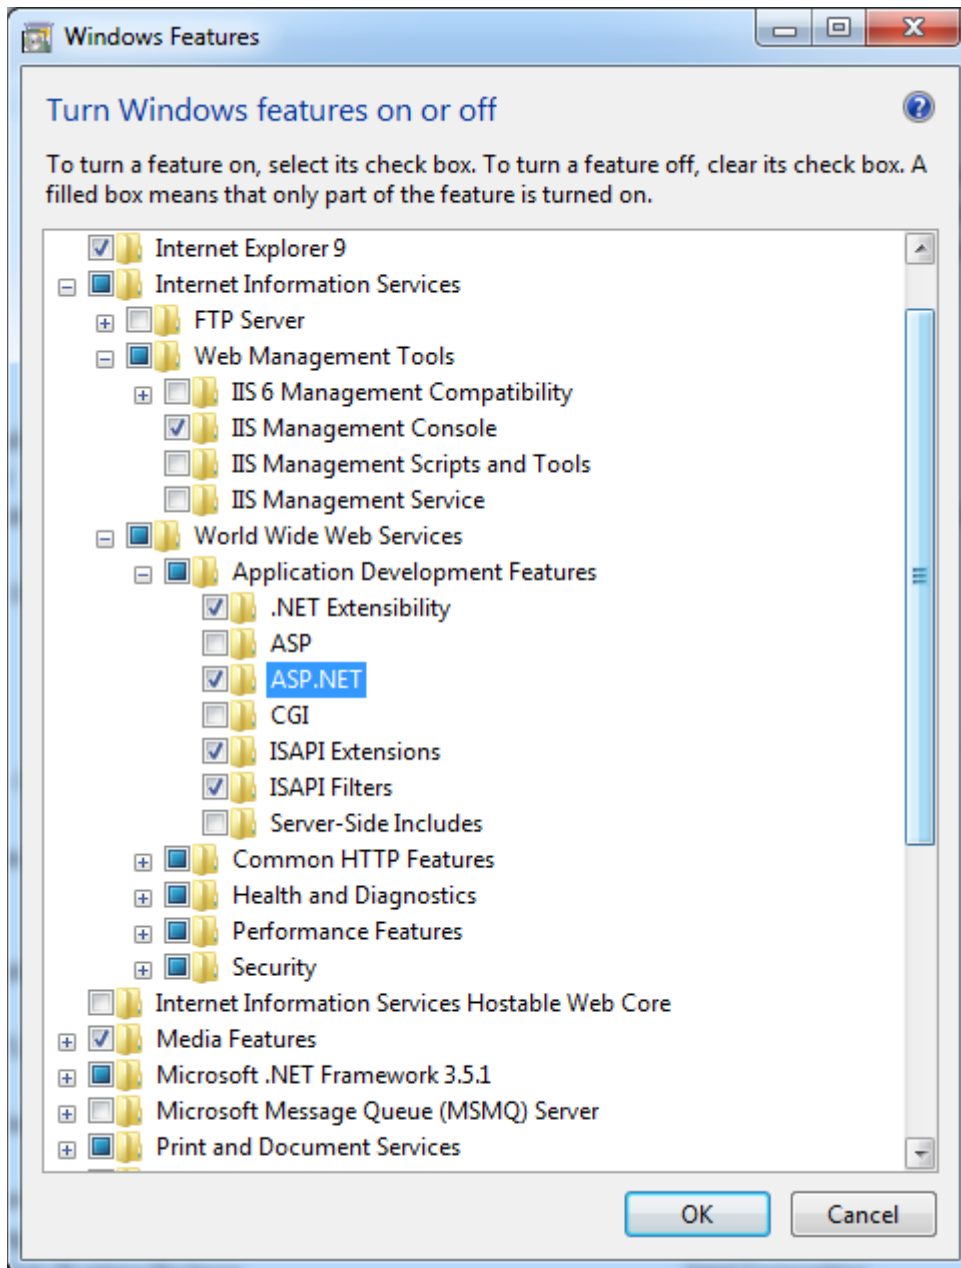 Windows Features
Turn Windows features on or off
To turn a feature on, select its check box. To turn a feature off, clear its check box. A
filled box means that only part of the feature is turned on.
Internet Explorer 9
Internet Information Services
FTP Server
Web Management Tools
IIS 6 Management Compatibility
IIS Management Console
IIS Management Scripts and Tools
IIS Management Service
World Wide Web Services
Application Development Features
.NET Extensibility
ASP
ASP.NET
CGI
ISAPI Extensions
ISAPI Filters
Server-Side Includes
Common HTTP Features
Health and Diagnostics
Performance Features
Security
Internet Information Services Hostable Web Core
Media Features
Microsoft .NET Framework 3.5.1
Microsoft Message Queue (MSMQ) Server
Print and Document Services
OK Cancel